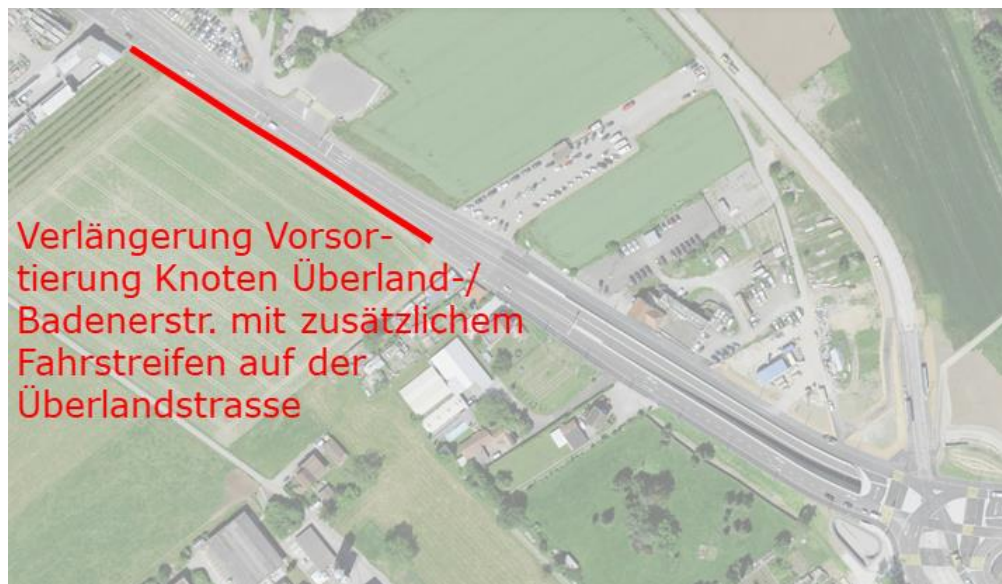 Verlängerung Vorsor-
tierung Knoten Überland-/
Badenerstr. mit zusätzlichem
Fahrstreifen auf der
Überlandstrasse